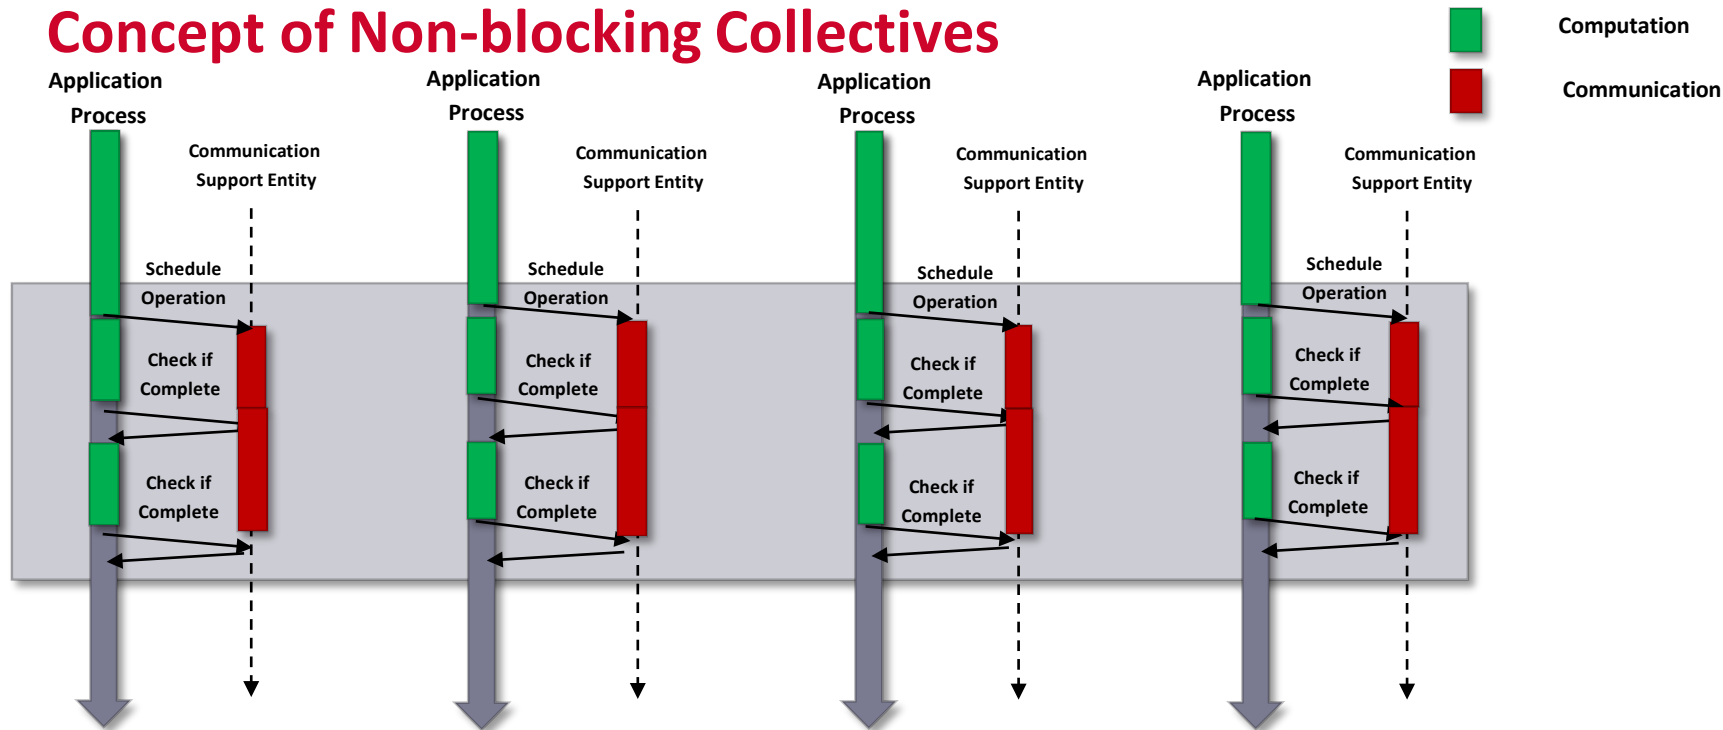 Concept of Non-blocking Collectives
Computation
Communication
Application
Process
Communication
Support Entity
Schedule
Operation
Check if
Complete
Check if
Complete
Application
Process
Communication
Support Entity
Schedule
Operation
Check if
Complete
Check if
Complete
Application
Process
Communication
Support Entity
Schedule
Operation
Check if
Complete
Check if
Complete
Application
Process
Communication
Support Entity
Schedule
Operation
Check if
Complete
Check if
Complete